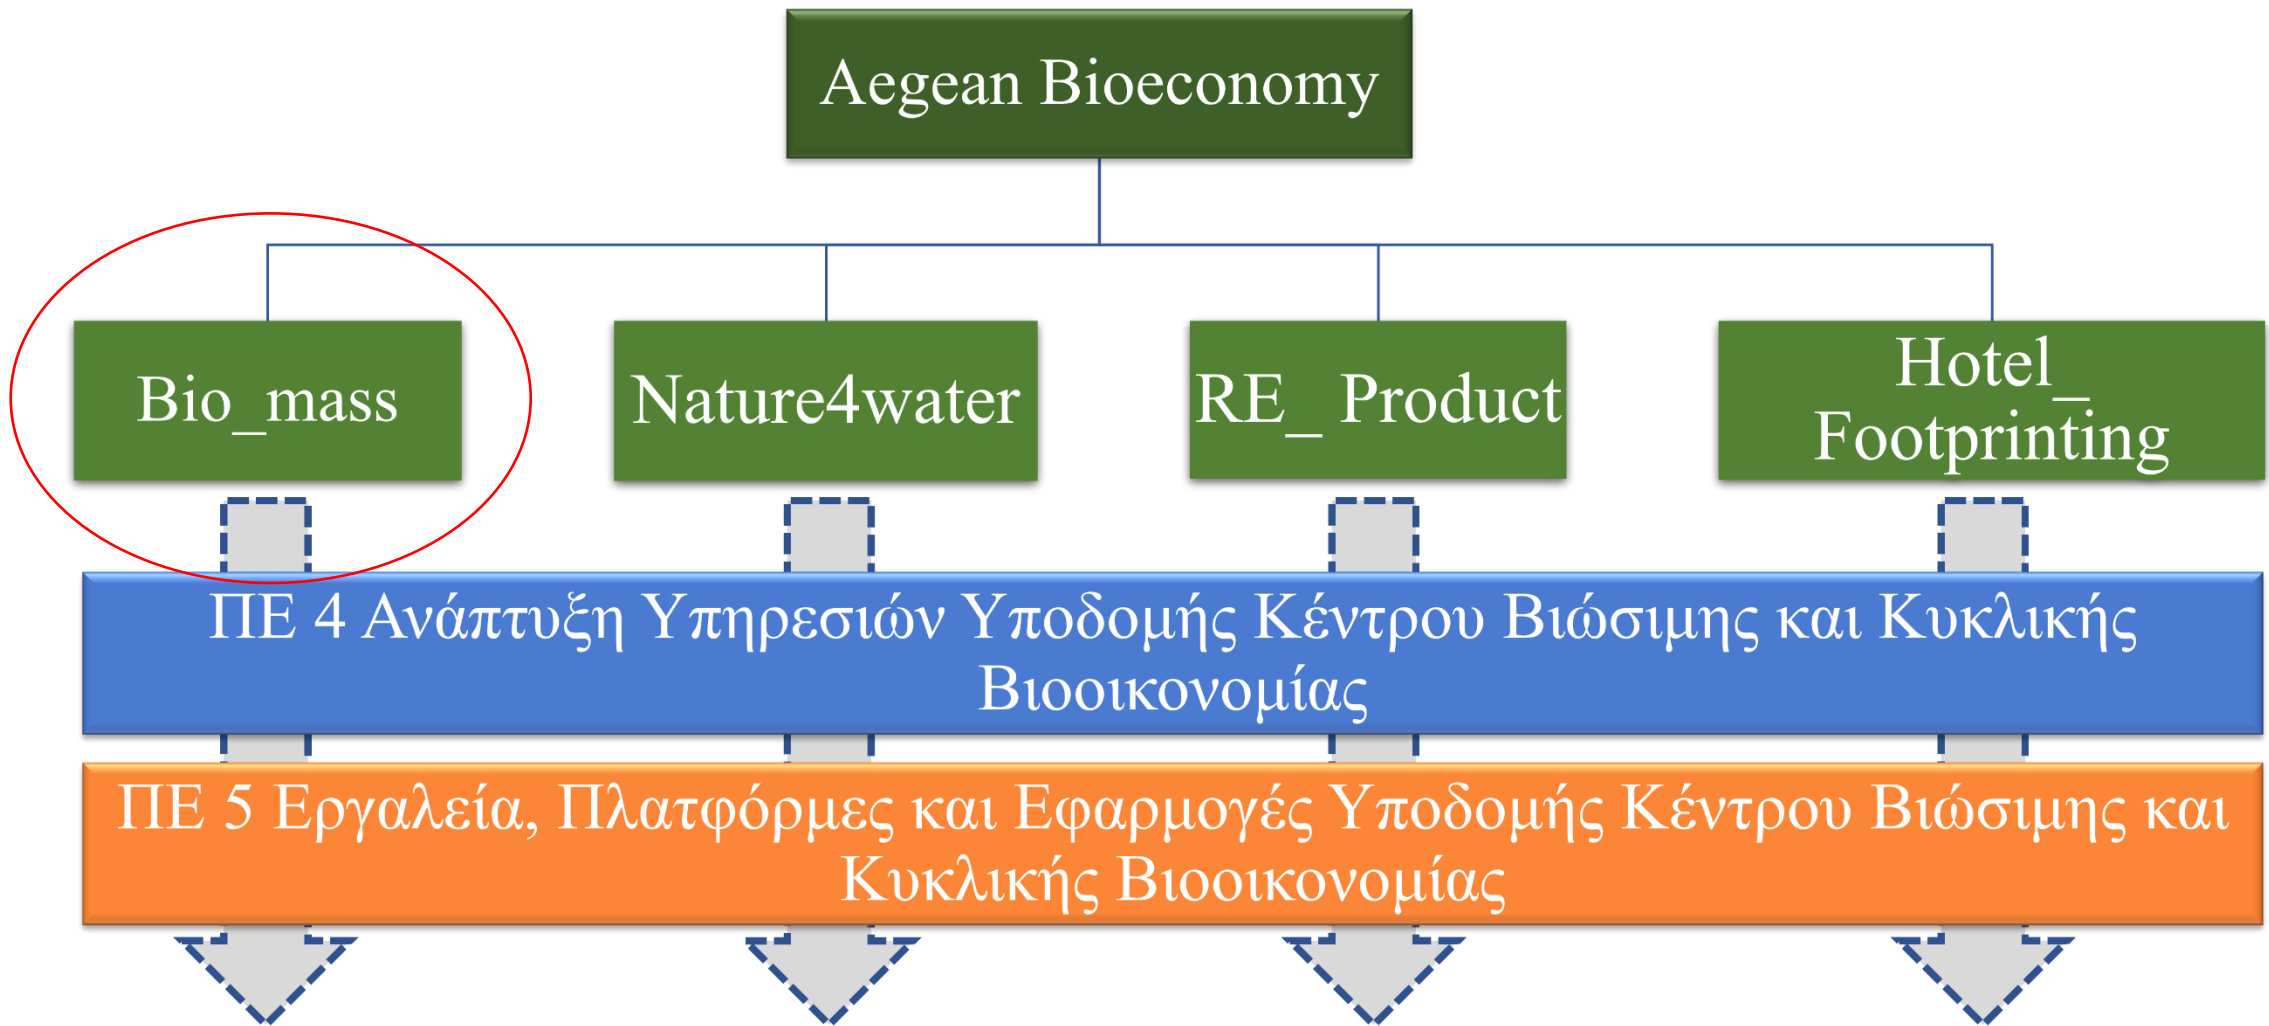 Aegean Bioeconomy
Bio_mass
Nature4water
RE_ Product
Hotel_
Footprinting
ΠΕ 4 Ανάπτυξη Υπηρεσιών Υποδομής Κέντρου Βιώσιμης και Κυκλικής
Βιοοικονομίας
ΠΕ 5 Εργαλεία, Πλατφόρμες και Εφαρμογές Υποδομής Κέντρου Βιώσιμης και
Κυκλικής Βιοοικονομίας